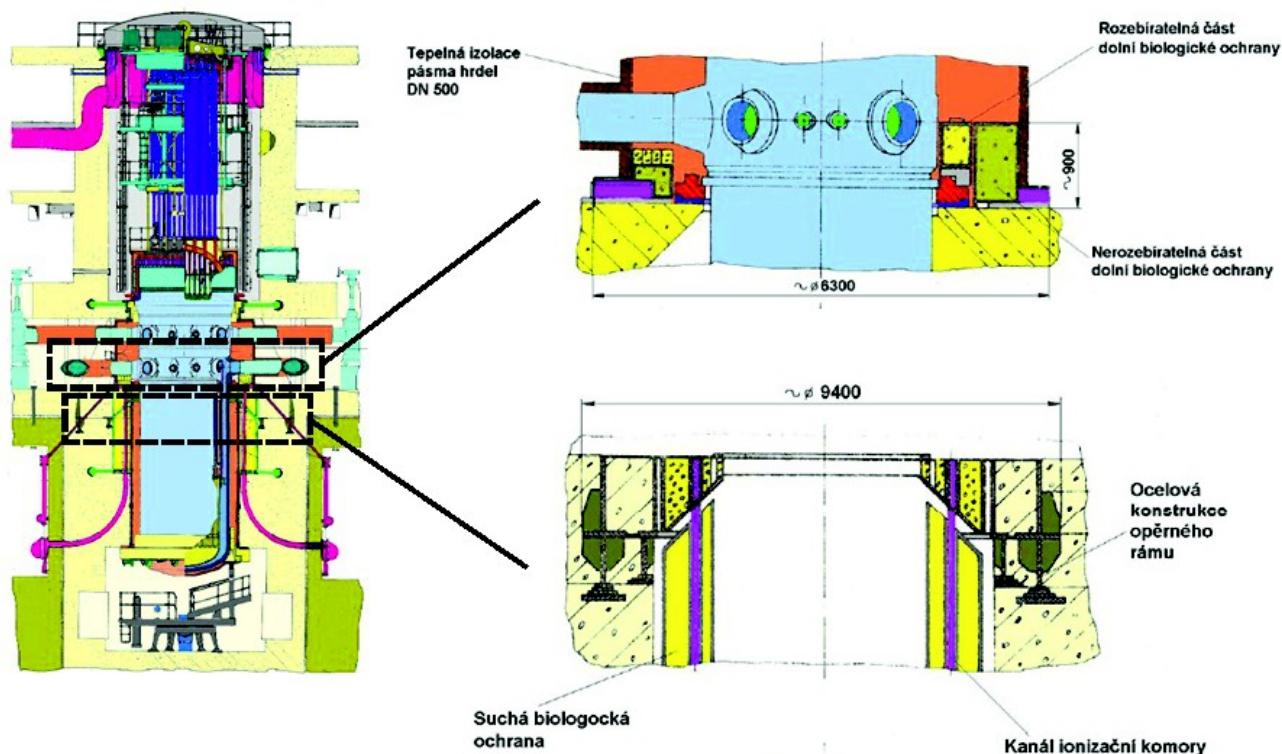 Tepelná izolace
pásma hrdel
DN 500
Rozebíratelná část
dolní biologické ochrany
~900
Nerozebíratelná část
dolní biologické ochrany
~ø6300
~ø 9400
Ocelová
konstrukce
opěrného
rámu
Suchá biologocká
ochrana
Kanál ionizační komory